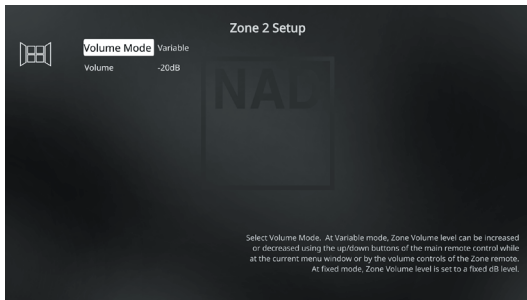 Zone 2 Setup
Volume Mode Variable
Volume -20dB
NAD
Select Volume Mode. At Variable mode, Zone Volume level can be increased
or decreased using the up/down buttons of the main remote control while
at the current menu window or by the volume controls of the Zone remote.
At fixed mode, Zone Volume level is set to a fixed dB level.